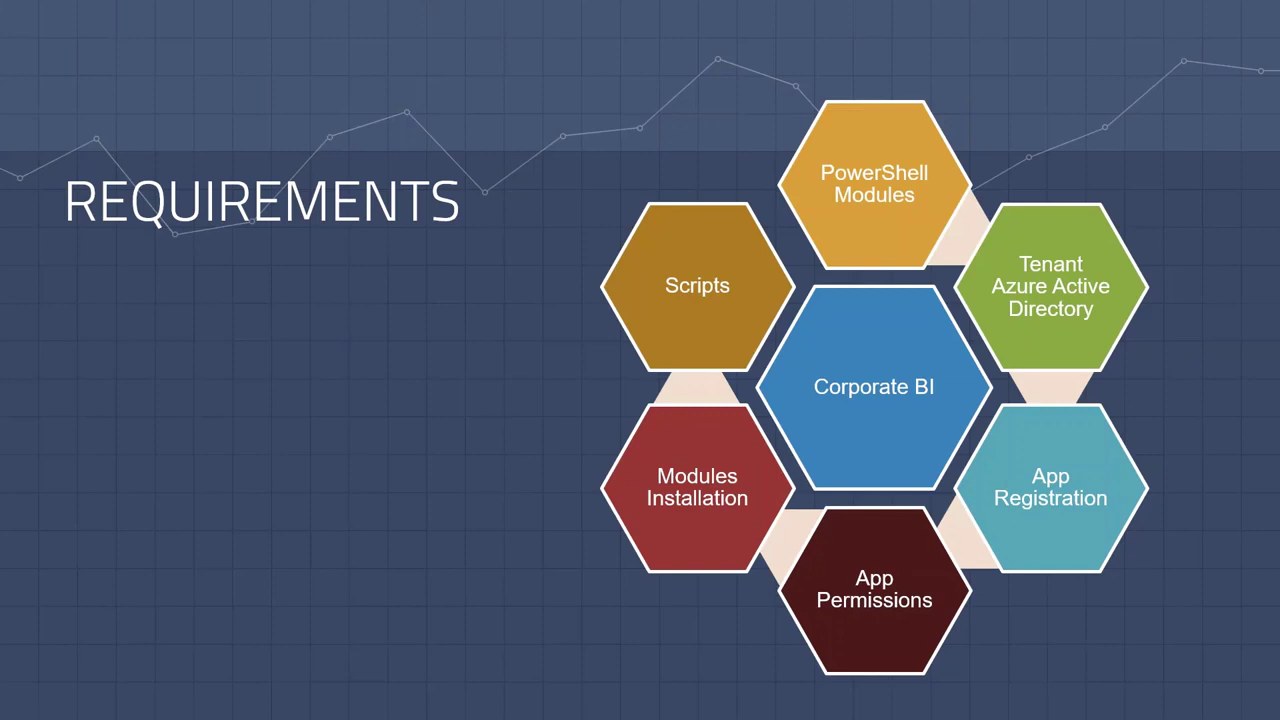 REQUIREMENTS
PowerShell
Modules
Tenant
Azure Active
Directory
App
Registration
App
Permissions
Modules
Installation
Scripts
Corporate BI